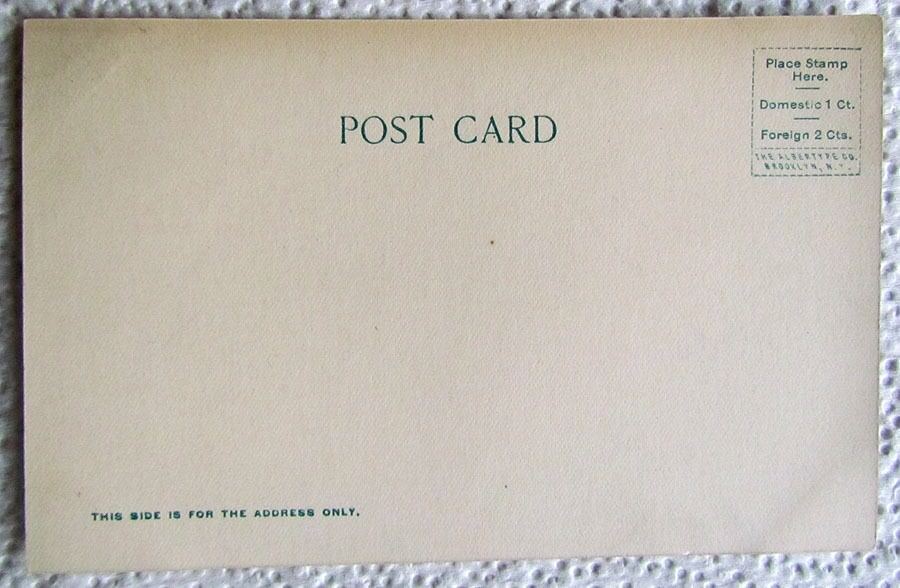 POST CARD
Place Stamp
Here.
Domestic 1 Ct.
Foreign 2 Cts.
THE ALBERTYPE CO.
BROOKLYN, N.Y.
THIS SIDE IS FOR THE ADDRESS ONLY.